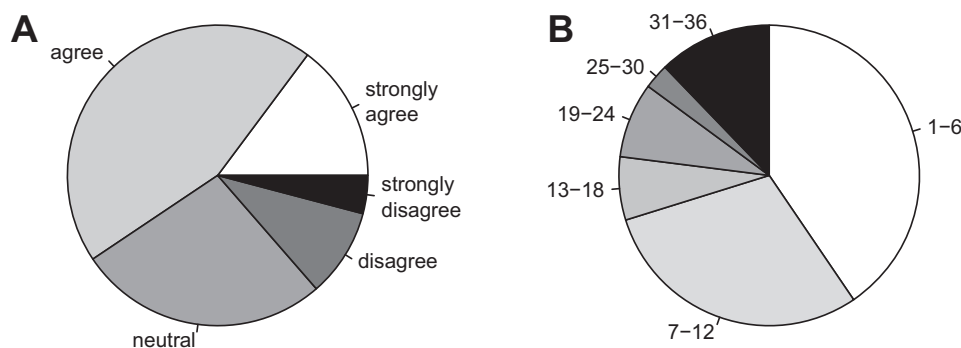 A
agree
strongly
agree
strongly
disagree
disagree
neutral
B
31−36
25−30
19−24
13−18
7−12
1−6